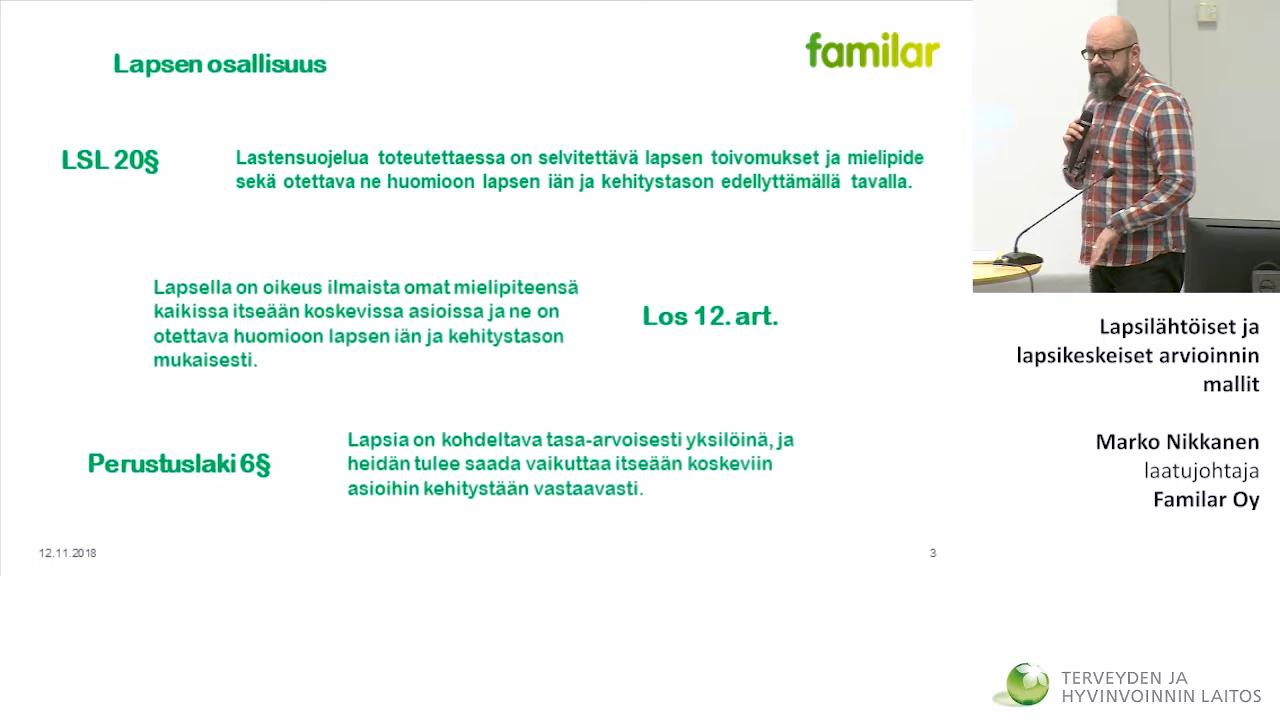 Lapsen osallisuus
familar
LSL 20§
Lastensuojelua toteutettaessa on selvitettävä lapsen toivomukset ja mielipide
sekä otettava ne huomioon lapsen iän ja kehitystason edellyttämällä tavalla.
Lapsella on oikeus ilmaista omat mielipiteensä
kaikissa itseään koskevissa asioissa ja ne on
otettava huomioon lapsen iän ja kehitystason
mukaisesti.
Los 12. art.
Perustuslaki 6§
Lapsia on kohdeltava tasa-arvoisesti yksilöinä, ja
heidän tulee saada vaikuttaa itseään koskeviin
asioihin kehitystään vastaavasti.
12.11.2018
3
Lapsilähtöiset ja
lapsikeskeiset arvioinnin
mallit
Marko Nikkanen
laatujohtaja
Familar Oy
TERVEYDEN JA
HYVINVOINNIN LAITOS